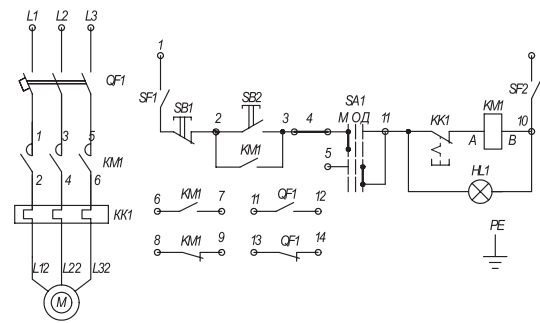 L1 L2 L3
QF1
1 3 5
KM1
2 4 6
KK1
L12 L22 L32
M
1
SF1
SB1
2
SB2
3
4
KM1
5
SA1
М ОД
11
KK1
A
KM1
B
10
SF2
HL1
PE
6 KM1 7
11 QF1 12
8 KM1 9
13 QF1 14